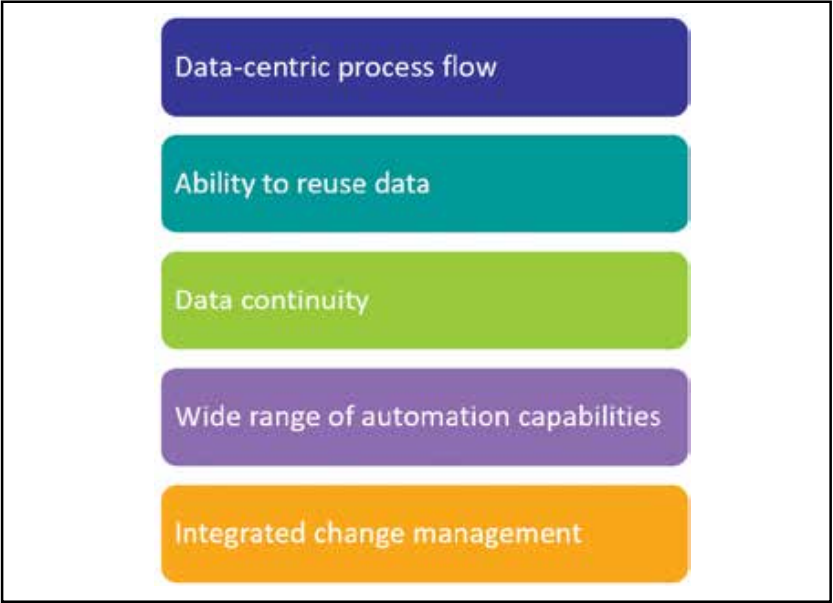 Data-centric process flow
Ability to reuse data
Data continuity
Wide range of automation capabilities
Integrated change management